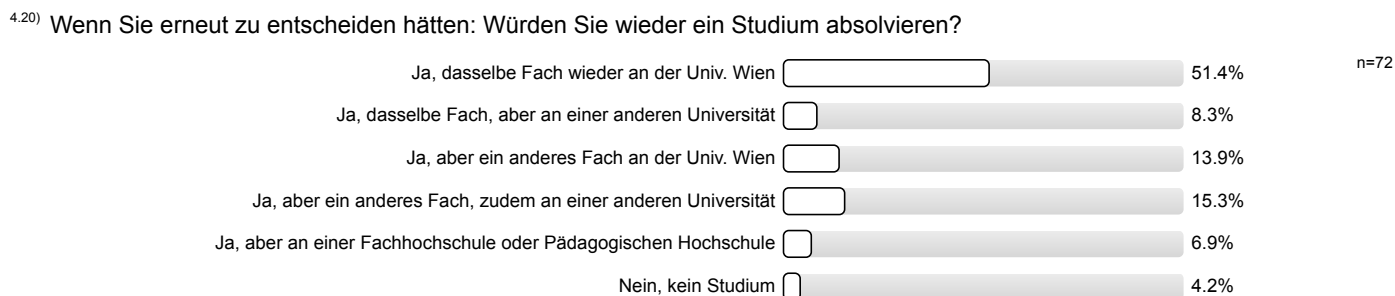 4.20) Wenn Sie erneut zu entscheiden hätten: Würden Sie wieder ein Studium absolvieren?
Ja, dasselbe Fach wieder an der Univ. Wien 51.4% n=72
Ja, dasselbe Fach, aber an einer anderen Universität 8.3%
Ja, aber ein anderes Fach an der Univ. Wien 13.9%
Ja, aber ein anderes Fach, zudem an einer anderen Universität 15.3%
Ja, aber an einer Fachhochschule oder Pädagogischen Hochschule 6.9%
Nein, kein Studium 4.2%